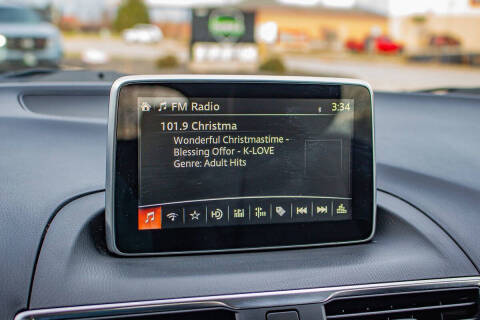 FM Radio 3:34
101.9 Christma
Wonderful Christmastime -
Blessing Offor - K-LOVE
Genre: Adult Hits